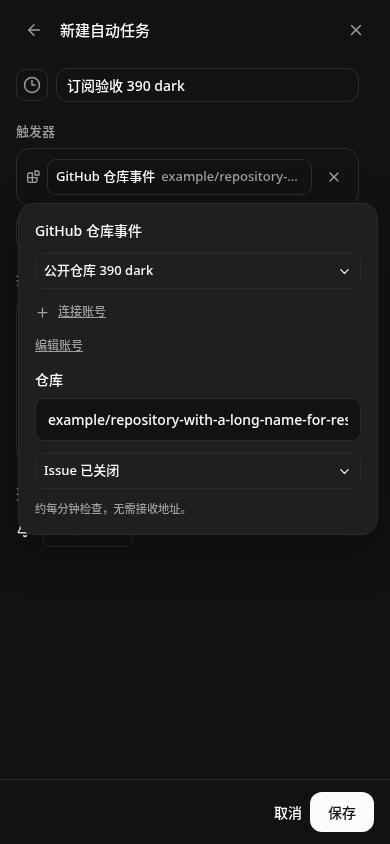 新建自动任务
订阅验收 390 dark
触发器
GitHub 仓库事件 example/repository-...
GitHub 仓库事件
公开仓库 390 dark
连接账号
编辑账号
仓库
example/repository-with-a-long-name-for-res
Issue 已关闭
约每分钟检查，无需接收地址。
取消 保存